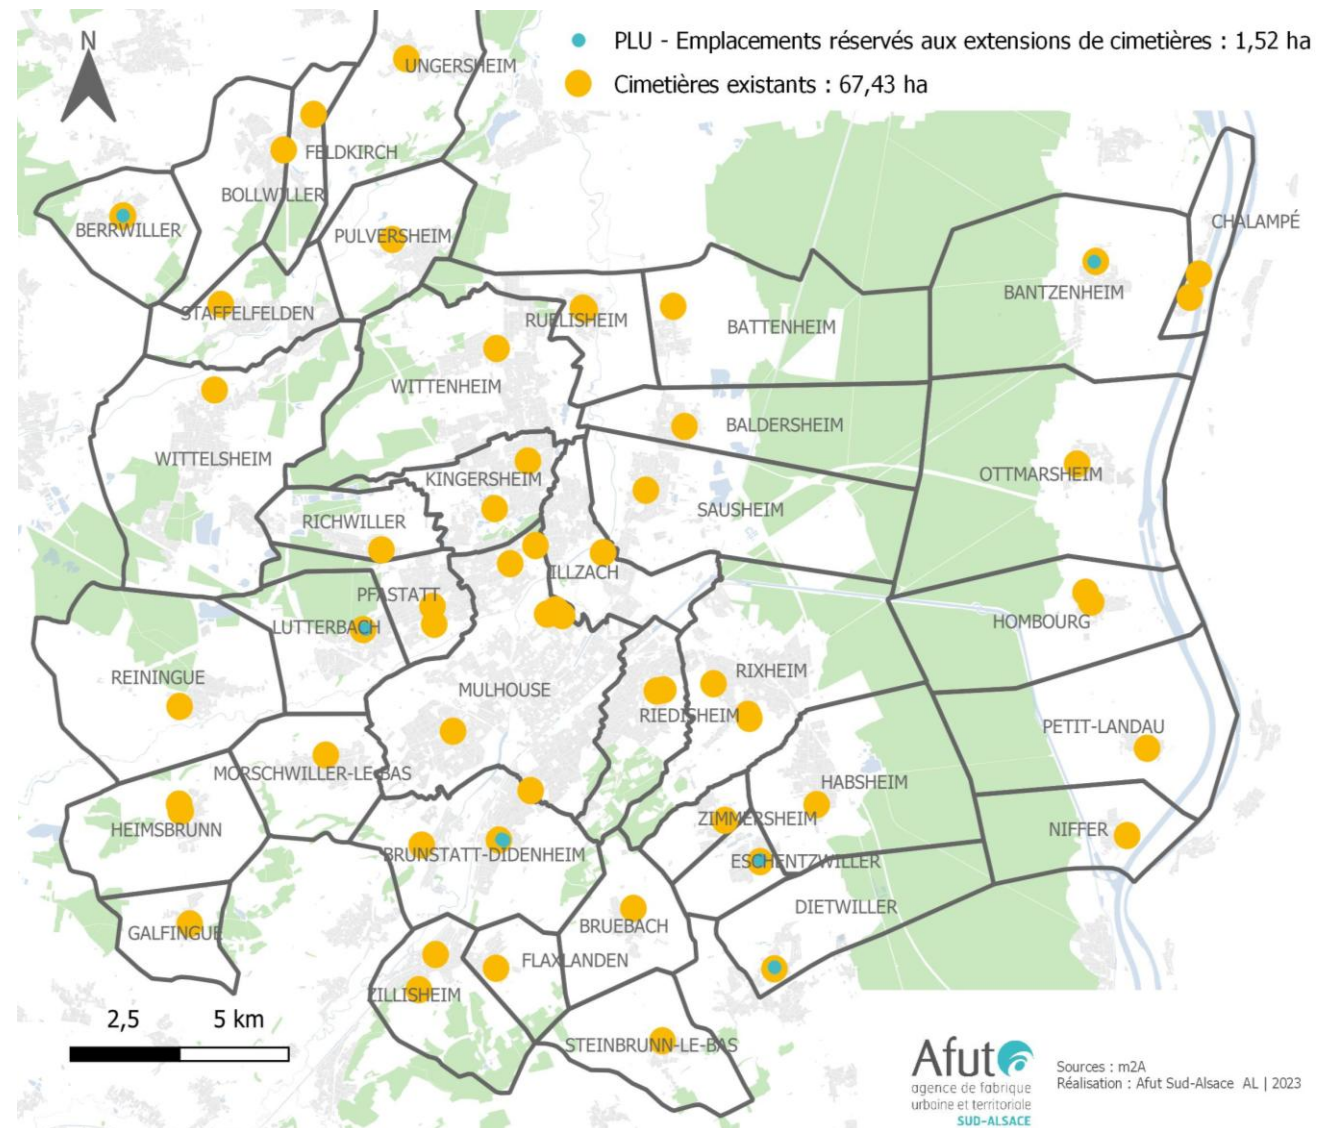 N
PLU - Emplacements réservés aux extensions de cimetières : 1,52 ha
Cimetières existants : 67,43 ha
UNGERSHEIM
FELDKIRCH
BOLLWILLER
BERRWILLER
PULVERSHEIM
CHALAMPÉ
BANTZENHEIM
STAFFELFELDEN
RUELISHEIM
BATTENHEIM
WITTENHEIM
BALDERSHEIM
WITTELSHEIM
KINGERSHEIM
OTTMARSHEIM
RICHWILLER
SAUSHEIM
ILLZACH
PFASTATT
LUTTERBACH
HOMBOURG
REININGUE
RIXHEIM
MULHOUSE
RIEDISHEIM
PETIT-LANDAU
MORSCHWILLER-LE-BAS
HABSHEIM
HEIMSBRUNN
ZIMMERSHEIM
NIFFER
BRUNSTATT-DIDENHEIM
ESCHENTZWILLER
DIETWILLER
GALFINGUE
BRUEBACH
FLAXLANDEN
ZILLISHEIM
2,5 5 km
STEINBRUNN-LE-BAS
Afut
agence de fabrique
urbaine et territoriale
SUD-ALSACE
Sources : m2A
Réalisation : Afut Sud-Alsace AL | 2023